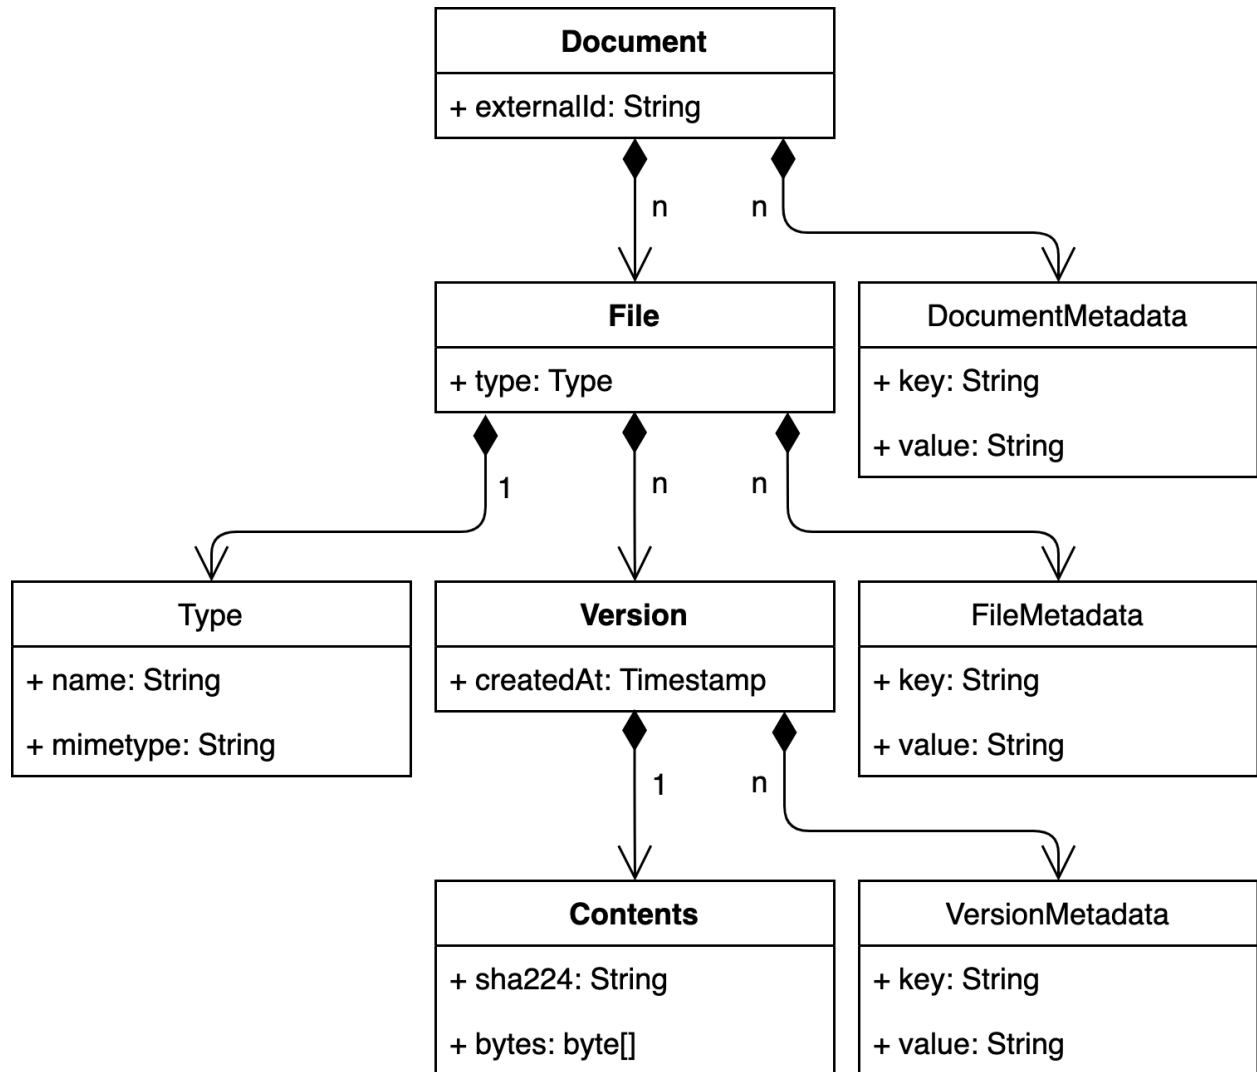 Document
+ externalId: String
n
n
File
+ type: Type
DocumentMetadata
+ key: String
+ value: String
1
n
n
Type
+ name: String
+ mimetype: String
Version
+ createdAt: Timestamp
FileMetadata
+ key: String
+ value: String
1
n
Contents
+ sha224: String
+ bytes: byte[]
VersionMetadata
+ key: String
+ value: String